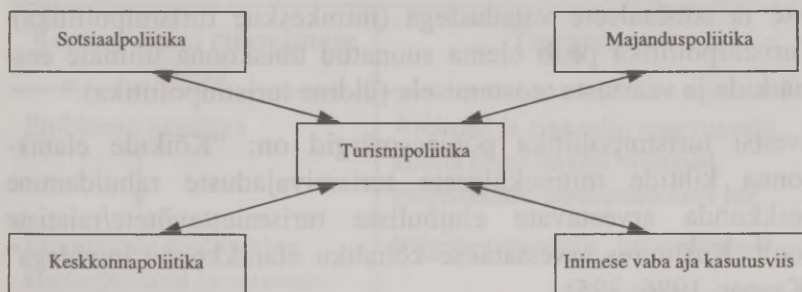 Sotsiaalpoliitika
Majanduspoliitika
Turismipoliitika
Keskkonnapoliitika
Inimese vaba aja kasutusviis